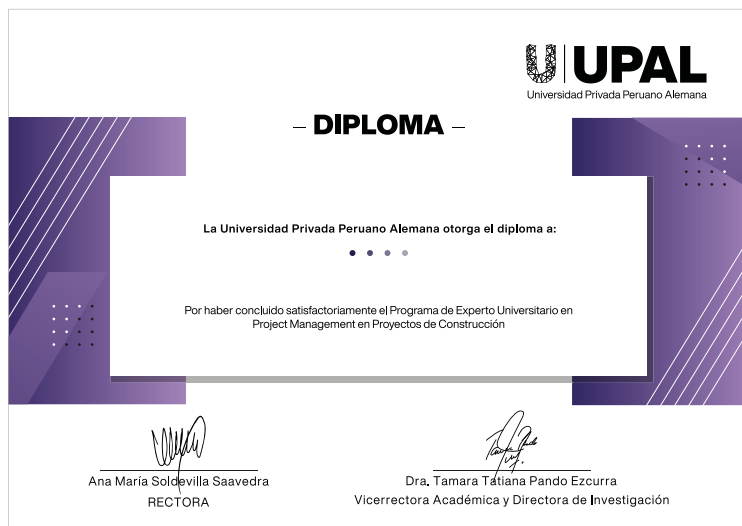 UPAL
Universidad Privada Peruano Alemana
– DIPLOMA –
La Universidad Privada Peruano Alemana otorga el diploma a:
Por haber concluido satisfactoriamente el Programa de Experto Universitario en
Project Management en Proyectos de Construcción
Ana María Soldevilla Saavedra
RECTORA
Dra. Tamara Tatiana Pando Ezcurra
Vicerrectora Académica y Directora de Investigación